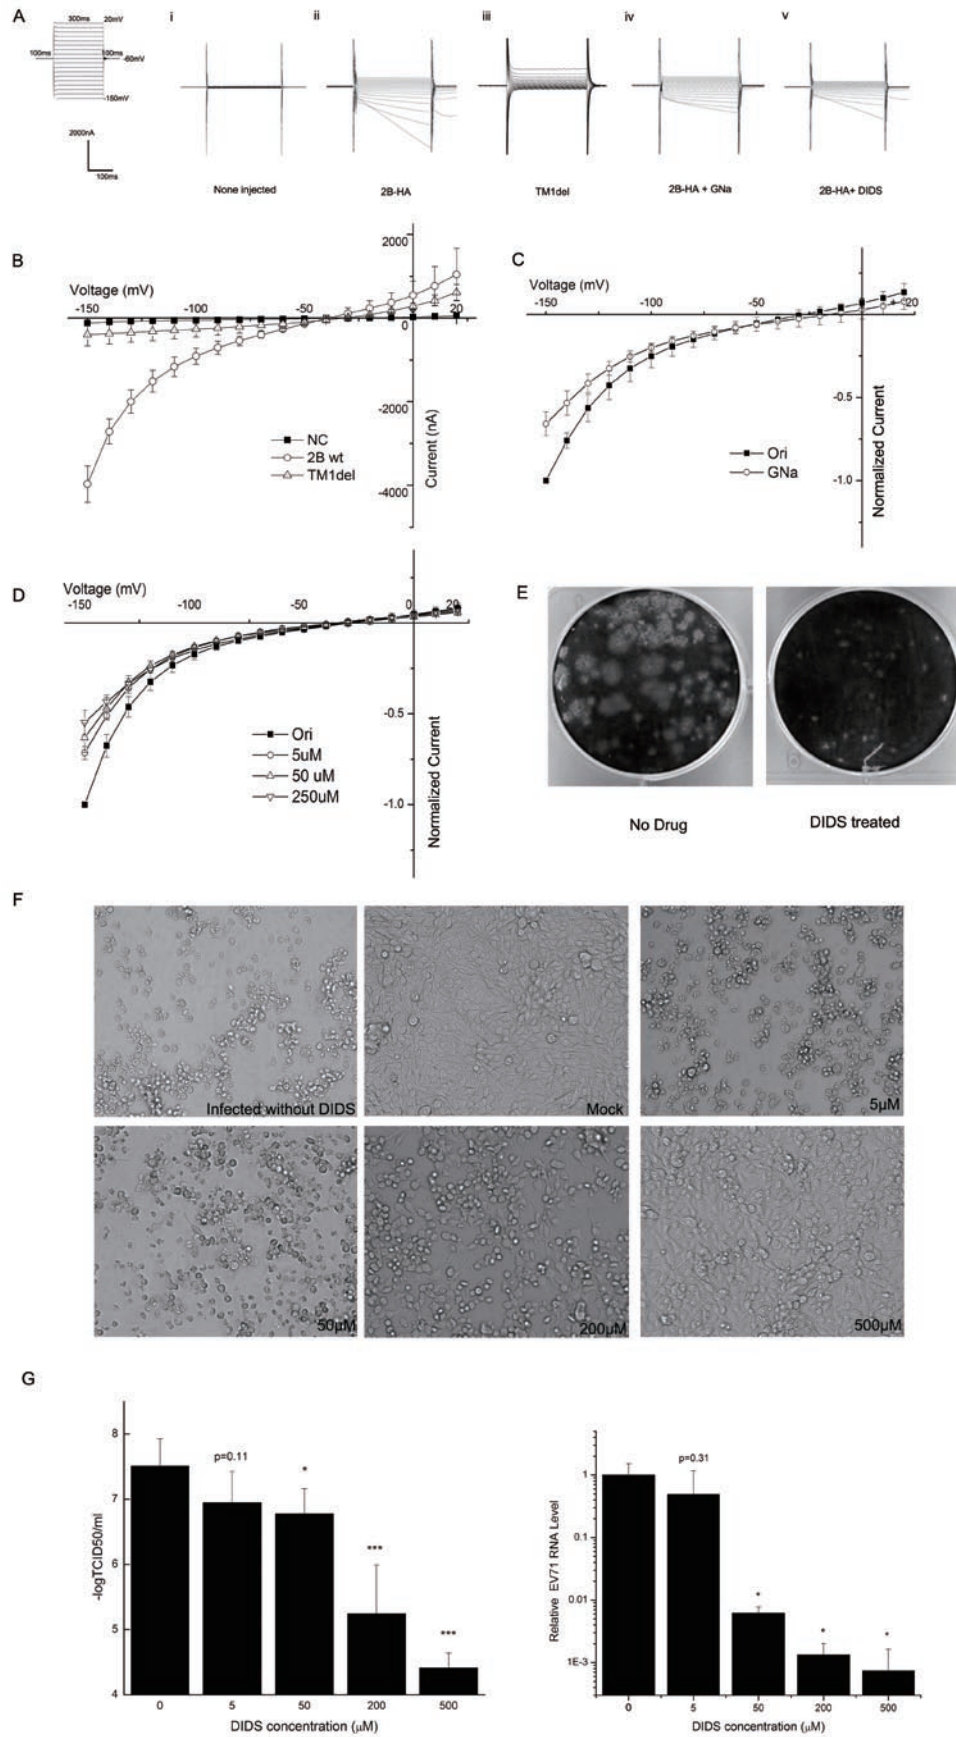 A
i
ii
iii
iv
v
300ms
20mV
100ms
100ms
-60mV
-150mV
2000nA
100ms
None injected
2B-HA
TM1del
2B-HA + GNa
2B-HA+ DIDS
B
Voltage (mV)
-150
-100
-50
0
20
2000
-2000
-4000
Current (nA)
NC
2B wt
TM1del
C
Voltage (mV)
-150
-100
-50
20
-0.5
-1.0
Normalized Current
Ori
GNa
D
Voltage (mV)
-150
-100
-50
0
20
-0.5
-1.0
Normalized Current
Ori
5uM
50 uM
250uM
E
No Drug
DIDS treated
F
Infected without DIDS
Mock
5µM
50µM
200µM
500µM
G
8
7
6
5
4
-logTCID50/ml
p=0.11
*
***
***
0
5
50
200
500
DIDS concentration (µM)
1
0.1
0.01
1E-3
Relative EV71 RNA Level
p=0.31
*
*
*
0
5
50
200
500
DIDS concentration (µM)